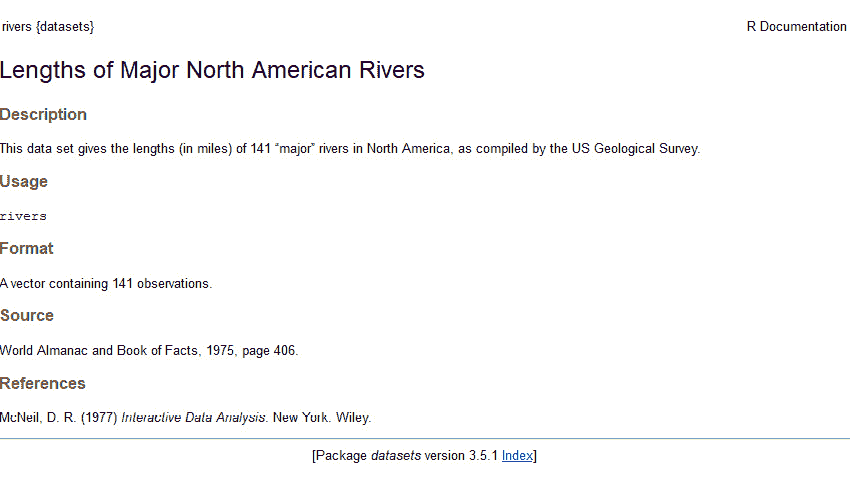 rivers {datasets} R Documentation
Lengths of Major North American Rivers
Description
This data set gives the lengths (in miles) of 141 “major” rivers in North America, as compiled by the US Geological Survey.
Usage
rivers
Format
A vector containing 141 observations.
Source
World Almanac and Book of Facts, 1975, page 406.
References
McNeil, D. R. (1977) Interactive Data Analysis. New York. Wiley.
[Package datasets version 3.5.1 Index]